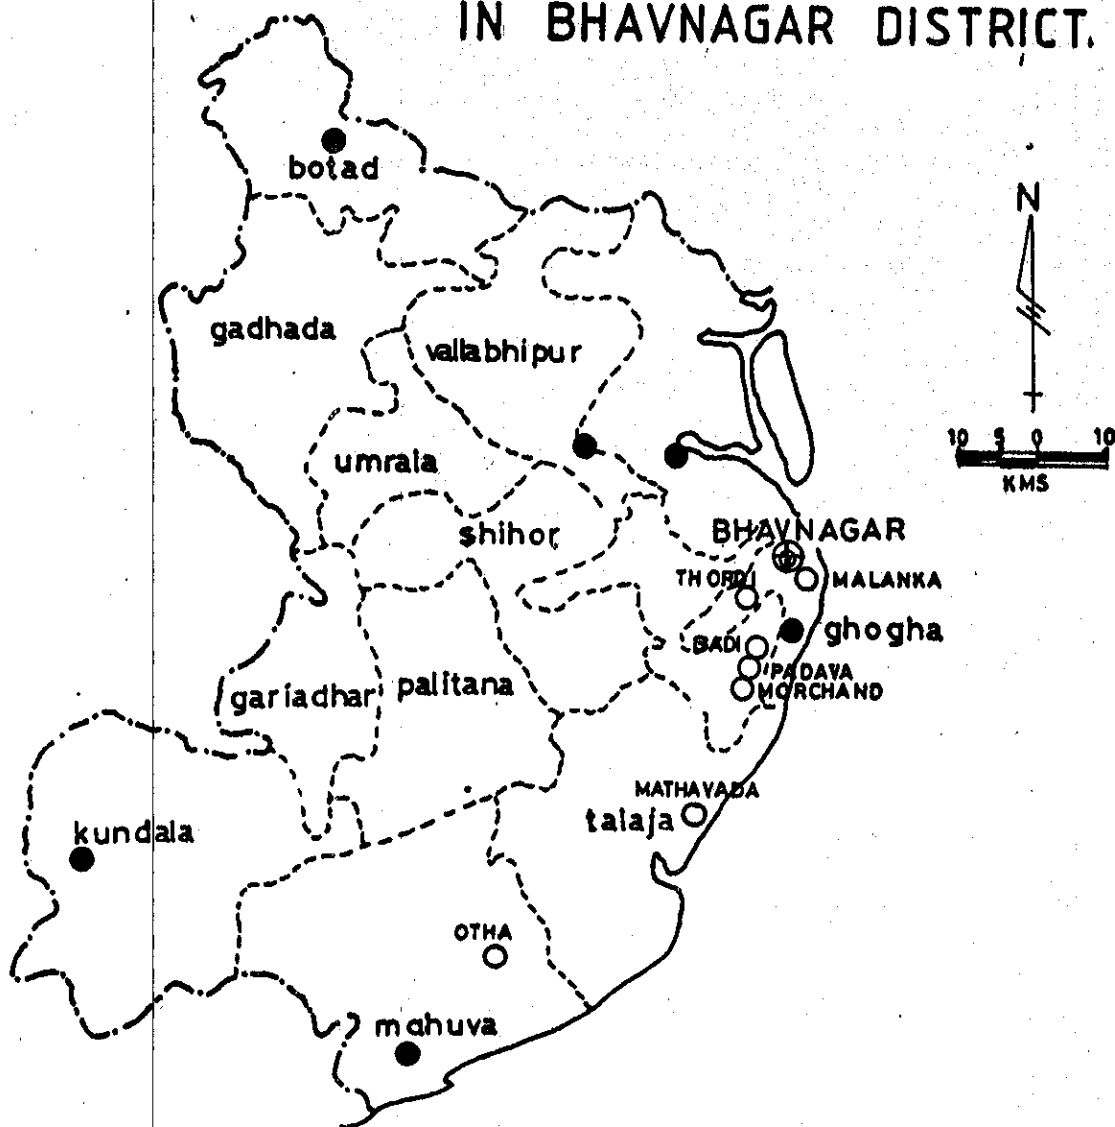 IN BHAVNAGAR DISTRICT.
botad
N
gadhada
vallabhipur
10 5 0 10
KMS
umrala
shihor
BHAVNAGAR
THORDI
MALANKA
ghogha
BADI
PADAVA
MORCHAND
gariadhar
palitana
MATHAVADA
talaja
kundala
OTHA
mahuva